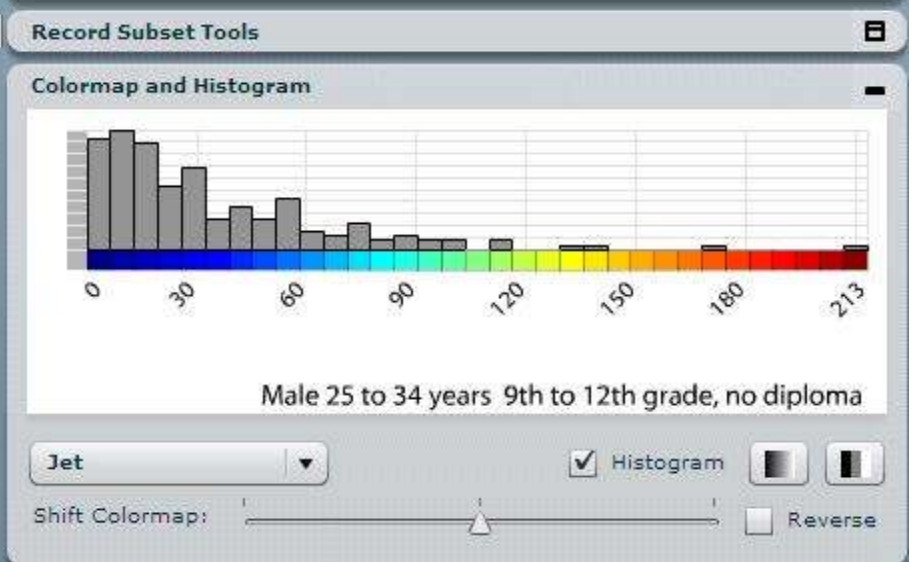 Record Subset Tools
Colormap and Histogram
0 30 60 90 120 150 180 213
Male 25 to 34 years 9th to 12th grade, no diploma
Jet Histogram
Shift Colormap: Reverse